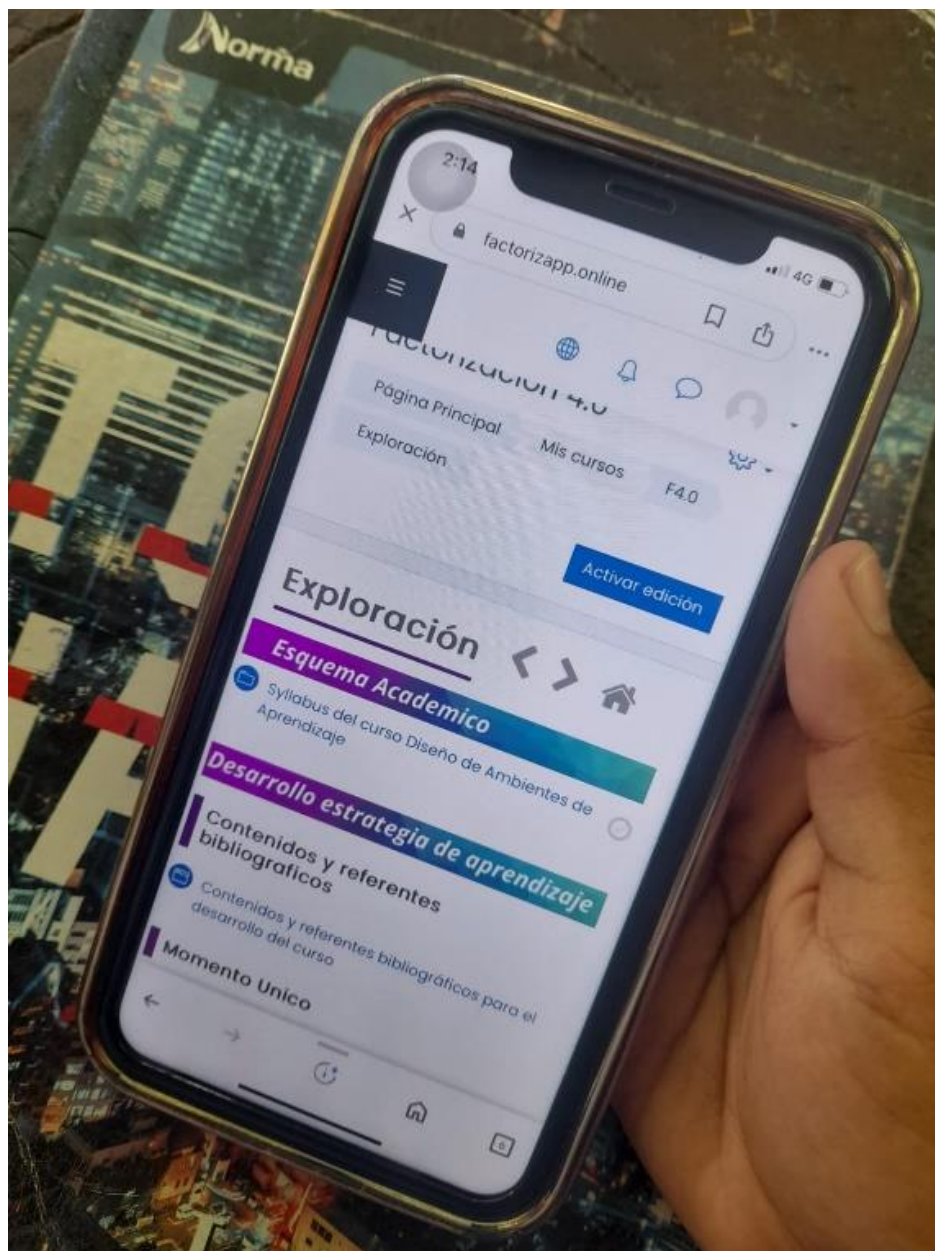 Norma
2:14
4G
factorizapp.online
Factorización 4.0
Página Principal
Mis cursos
F4.0
Exploración
Activar edición
Exploración
Esquema Academico
Syllabus del curso Diseño de Ambientes de
Aprendizaje
Desarrollo estrategia de aprendizaje
Contenidos y referentes
bibliograficos
Contenidos y referentes bibliográficos para el
desarrollo del curso
Momento Unico